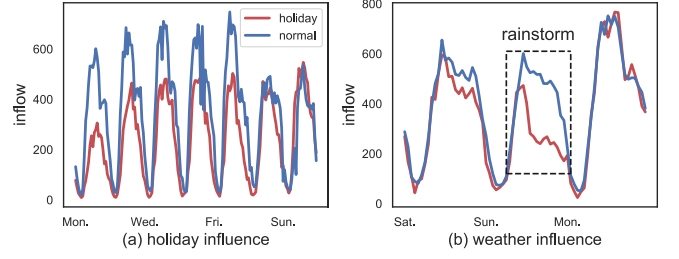 holiday
normal
inflow
600
400
200
0
Mon.
Wed.
Fri.
Sun.
(a) holiday influence
rainstorm
inflow
800
600
400
200
0
Sat.
Sun.
Mon.
(b) weather influence